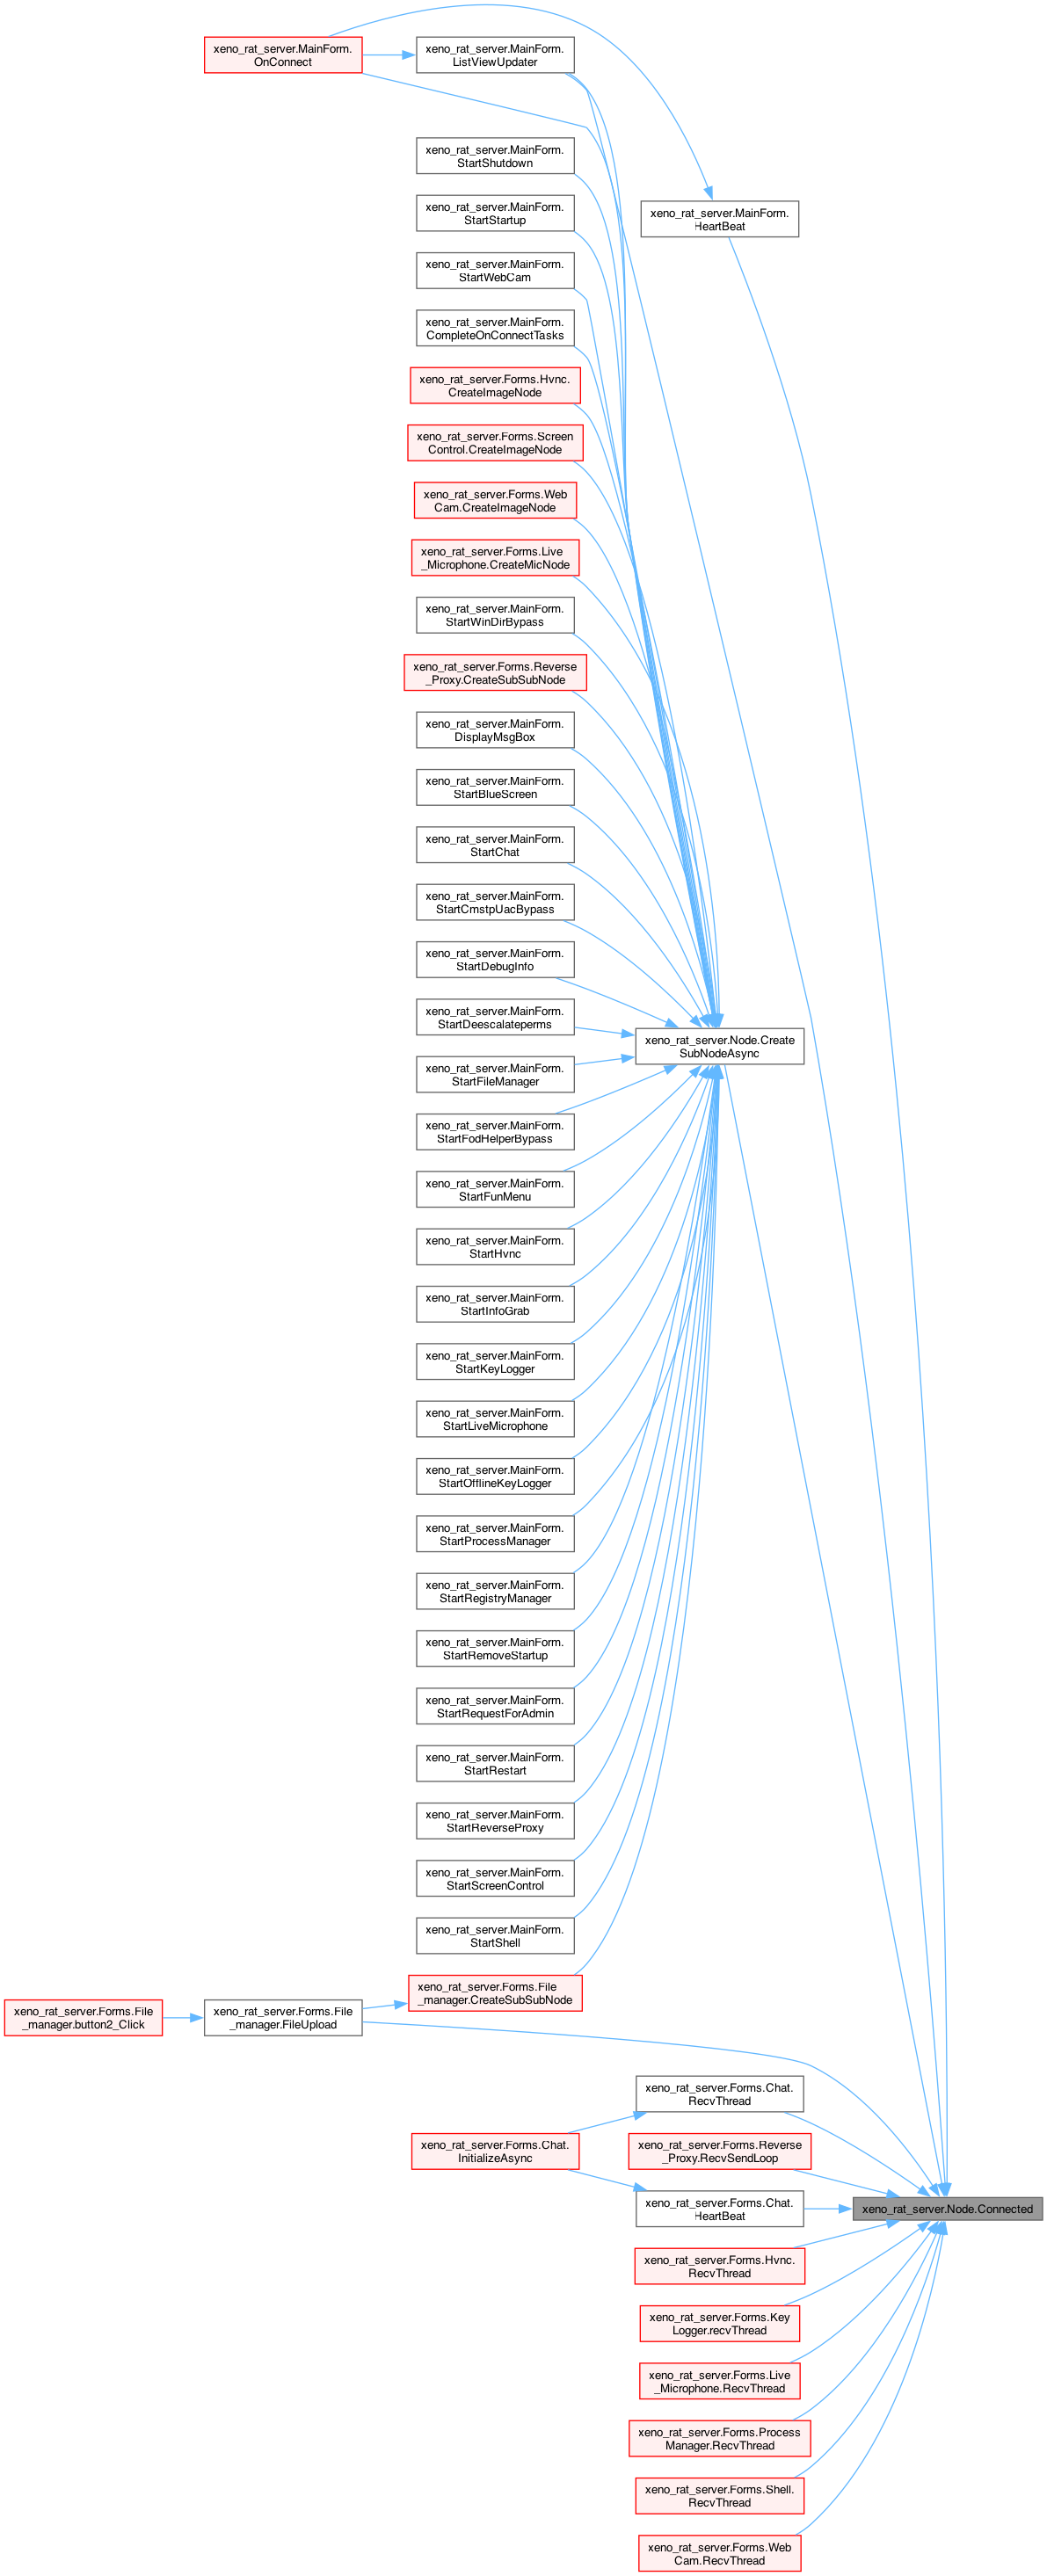 xeno_rat_server.MainForm.
OnConnect
xeno_rat_server.MainForm.
ListViewUpdater
xeno_rat_server.MainForm.
StartShutdown
xeno_rat_server.MainForm.
StartStartup
xeno_rat_server.MainForm.
HeartBeat
xeno_rat_server.MainForm.
StartWebCam
xeno_rat_server.MainForm.
CompleteOnConnectTasks
xeno_rat_server.Forms.Hvnc.
CreateImageNode
xeno_rat_server.Forms.Screen
Control.CreateImageNode
xeno_rat_server.Forms.Web
Cam.CreateImageNode
xeno_rat_server.Forms.Live
_Microphone.CreateMicNode
xeno_rat_server.MainForm.
StartWinDirBypass
xeno_rat_server.Forms.Reverse
_Proxy.CreateSubSubNode
xeno_rat_server.MainForm.
DisplayMsgBox
xeno_rat_server.MainForm.
StartBlueScreen
xeno_rat_server.MainForm.
StartChat
xeno_rat_server.MainForm.
StartCmstpUacBypass
xeno_rat_server.MainForm.
StartDebugInfo
xeno_rat_server.MainForm.
StartDeescalateperms
xeno_rat_server.Node.Create
SubNodeAsync
xeno_rat_server.MainForm.
StartFileManager
xeno_rat_server.MainForm.
StartFodHelperBypass
xeno_rat_server.MainForm.
StartFunMenu
xeno_rat_server.MainForm.
StartHvnc
xeno_rat_server.MainForm.
StartInfoGrab
xeno_rat_server.MainForm.
StartKeyLogger
xeno_rat_server.MainForm.
StartLiveMicrophone
xeno_rat_server.MainForm.
StartOfflineKeyLogger
xeno_rat_server.MainForm.
StartProcessManager
xeno_rat_server.MainForm.
StartRegistryManager
xeno_rat_server.MainForm.
StartRemoveStartup
xeno_rat_server.MainForm.
StartRequestForAdmin
xeno_rat_server.MainForm.
StartRestart
xeno_rat_server.MainForm.
StartReverseProxy
xeno_rat_server.MainForm.
StartScreenControl
xeno_rat_server.MainForm.
StartShell
xeno_rat_server.Forms.File
_manager.CreateSubSubNode
xeno_rat_server.Forms.File
_manager.button2_Click
xeno_rat_server.Forms.File
_manager.FileUpload
xeno_rat_server.Forms.Chat.
RecvThread
xeno_rat_server.Forms.Chat.
InitializeAsync
xeno_rat_server.Forms.Reverse
_Proxy.RecvSendLoop
xeno_rat_server.Forms.Chat.
HeartBeat
xeno_rat_server.Node.Connected
xeno_rat_server.Forms.Hvnc.
RecvThread
xeno_rat_server.Forms.Key
Logger.recvThread
xeno_rat_server.Forms.Live
_Microphone.RecvThread
xeno_rat_server.Forms.Process
Manager.RecvThread
xeno_rat_server.Forms.Shell.
RecvThread
xeno_rat_server.Forms.Web
Cam.RecvThread